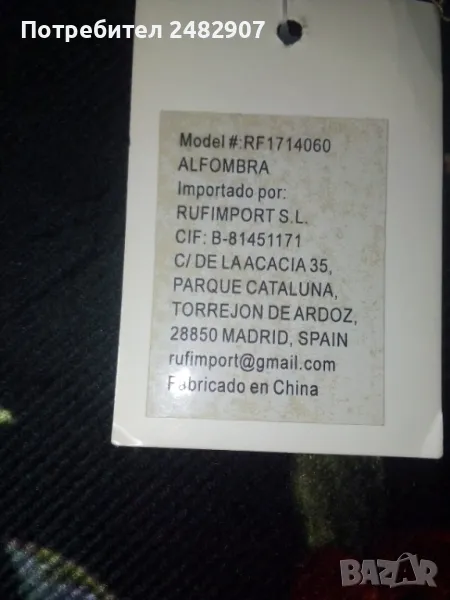 Потребител 2482907
Model #:RF1714060
ALFOMBRA
Importado por:
RUFIMPORT S.L.
CIF: B-81451171
C/ DE LA ACACIA 35,
PARQUE CATALUNA,
TORREJON DE ARDOZ,
28850 MADRID, SPAIN
rufimport@gmail.com
Fabricado en China
BAZAR